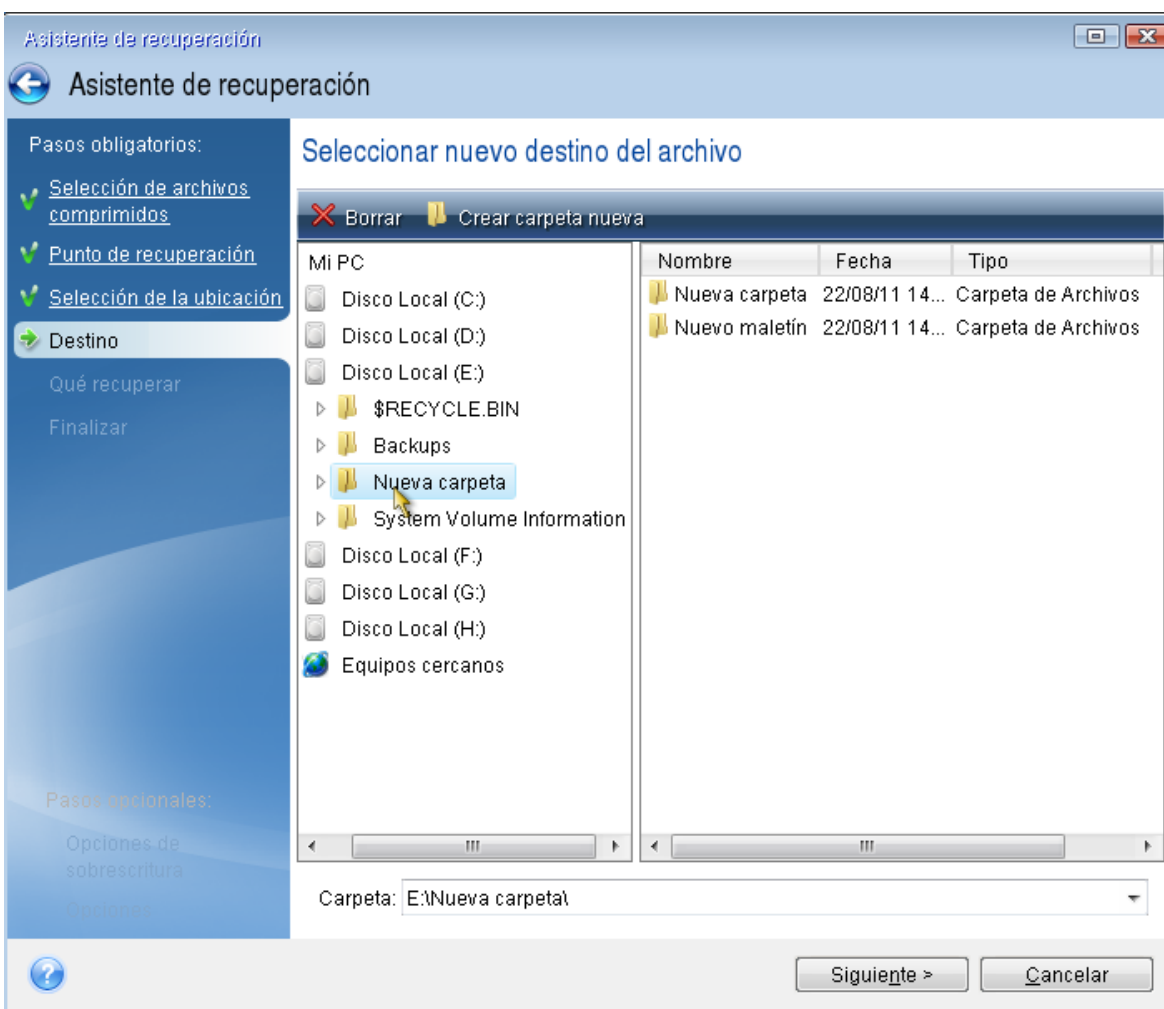 Asistente de recuperación
Asistente de recuperación
Pasos obligatorios:
Selección de archivos
comprimidos
Punto de recuperación
Selección de la ubicación
Destino
Qué recuperar
Finalizar
Pasos opcionales:
Opciones de
sobrescritura
Opciones
Seleccionar nuevo destino del archivo
Borrar Crear carpeta nueva
Mi PC
Disco Local (C:)
Disco Local (D:)
Disco Local (E:)
$RECYCLE.BIN
Backups
Nueva carpeta
System Volume Information
Disco Local (F:)
Disco Local (G:)
Disco Local (H:)
Equipos cercanos
Nombre Fecha Tipo
Nueva carpeta 22/08/11 14... Carpeta de Archivos
Nuevo maletín 22/08/11 14... Carpeta de Archivos
Carpeta: E:\Nueva carpeta\
Siguiente > Cancelar